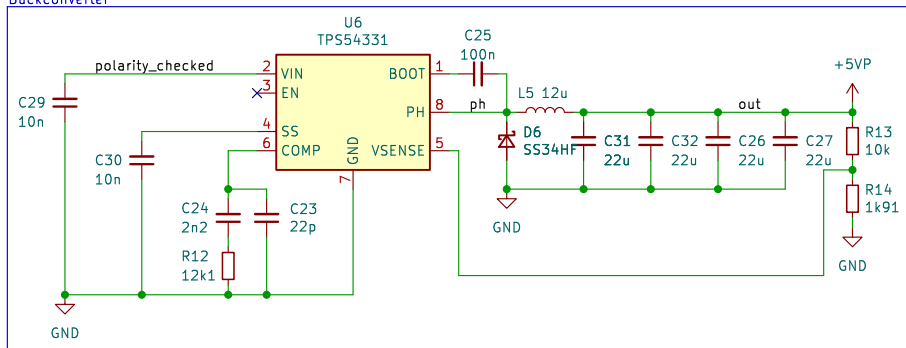 Buckconverter
U6
TPS54331
C25
100n
+5VP
polarity_checked
2
VIN
BOOT
1
3
EN
L5 12u
C29
10n
PH
8
ph
out
4
SS
D6
SS34HF
C31
22u
C32
22u
C26
22u
C27
22u
R13
10k
6
COMP
GND
VSENSE
5
C30
10n
7
R14
1k91
C24
2n2
C23
22p
GND
R12
12k1
GND
GND